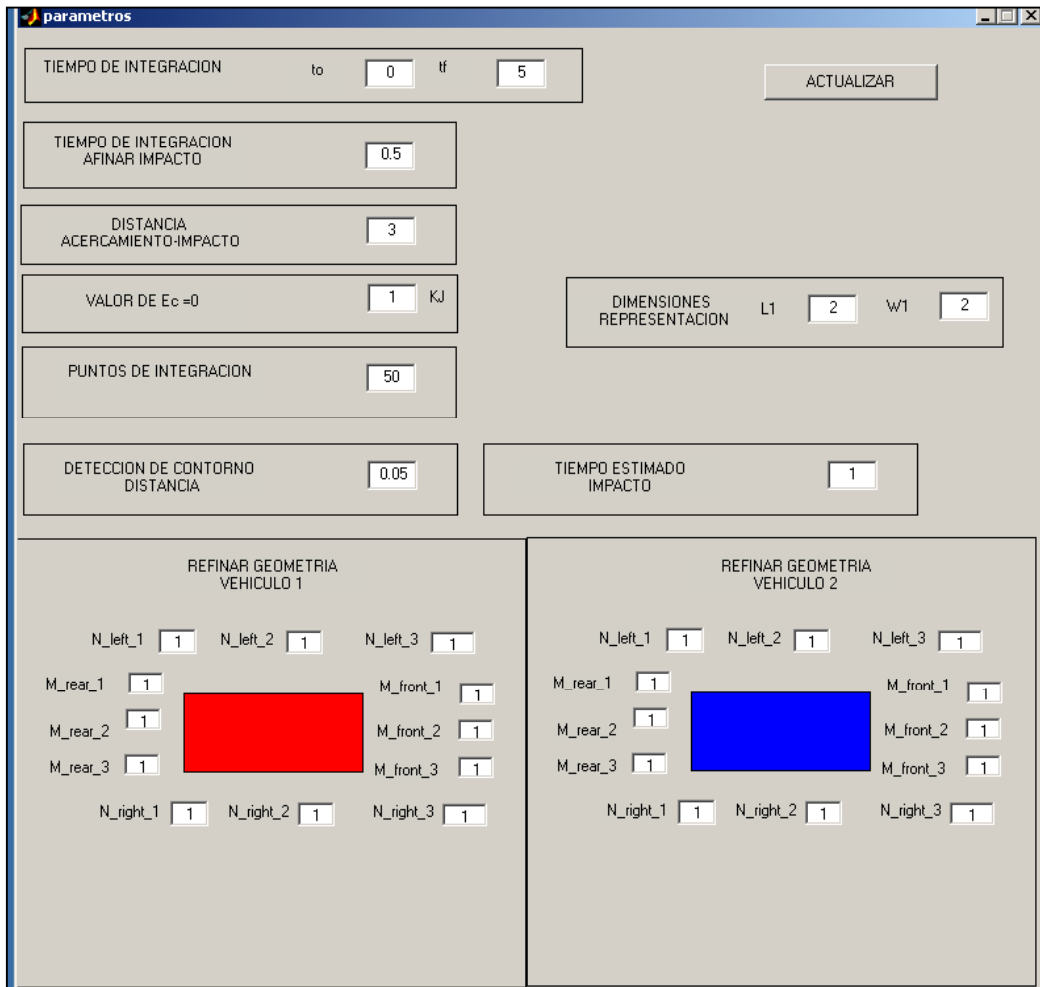 parametros
TIEMPO DE INTEGRACION to 0 tf 5
ACTUALIZAR
TIEMPO DE INTEGRACION
AFINAR IMPACTO
0.5
DISTANCIA
ACERCAMIENTO-IMPACTO
3
VALOR DE Ec =0 1 KJ
DIMENSIONES
REPRESENTACION
L1 2 W1 2
PUNTOS DE INTEGRACION 50
DETECCION DE CONTORNO
DISTANCIA
0.05
TIEMPO ESTIMADO
IMPACTO
1
REFINAR GEOMETRIA
VEHICULO 1
N_left_1 1 N_left_2 1 N_left_3 1
M_rear_1 1
M_rear_2 1
M_rear_3 1
M_front_1 1
M_front_2 1
M_front_3 1
N_right_1 1 N_right_2 1 N_right_3 1
REFINAR GEOMETRIA
VEHICULO 2
N_left_1 1 N_left_2 1 N_left_3 1
M_rear_1 1
M_rear_2 1
M_rear_3 1
M_front_1 1
M_front_2 1
M_front_3 1
N_right_1 1 N_right_2 1 N_right_3 1